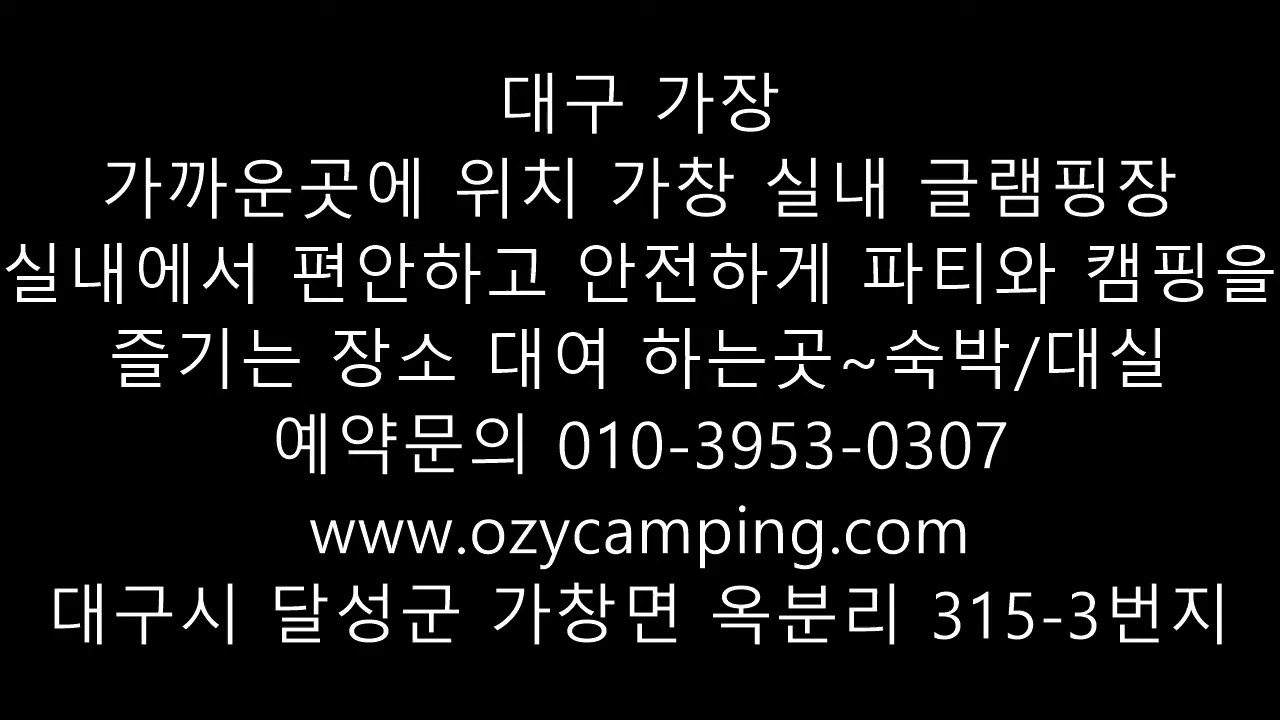 대구 가장
가까운곳에 위치 가창 실내 글램핑장
실내에서 편안하고 안전하게 파티와 캠핑을
즐기는 장소 대여 하는곳~숙박/대실
예약문의 010-3953-0307
www.ozycamping.com
대구시 달성군 가창면 옥분리 315-3번지